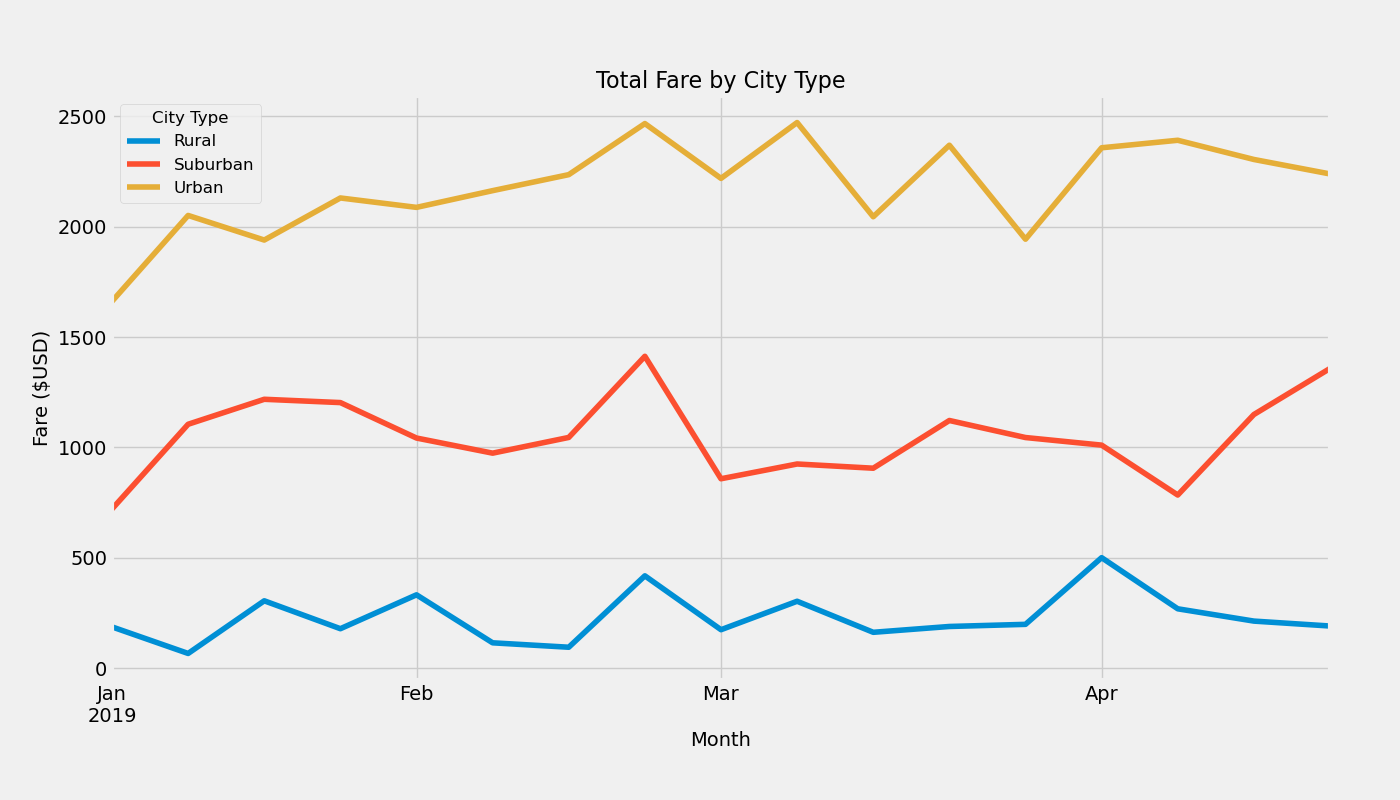 Total Fare by City Type
City Type
Rural
Suburban
Urban
Fare ($USD)
2500
2000
1500
1000
500
0
Jan Feb Mar Apr
2019
Month